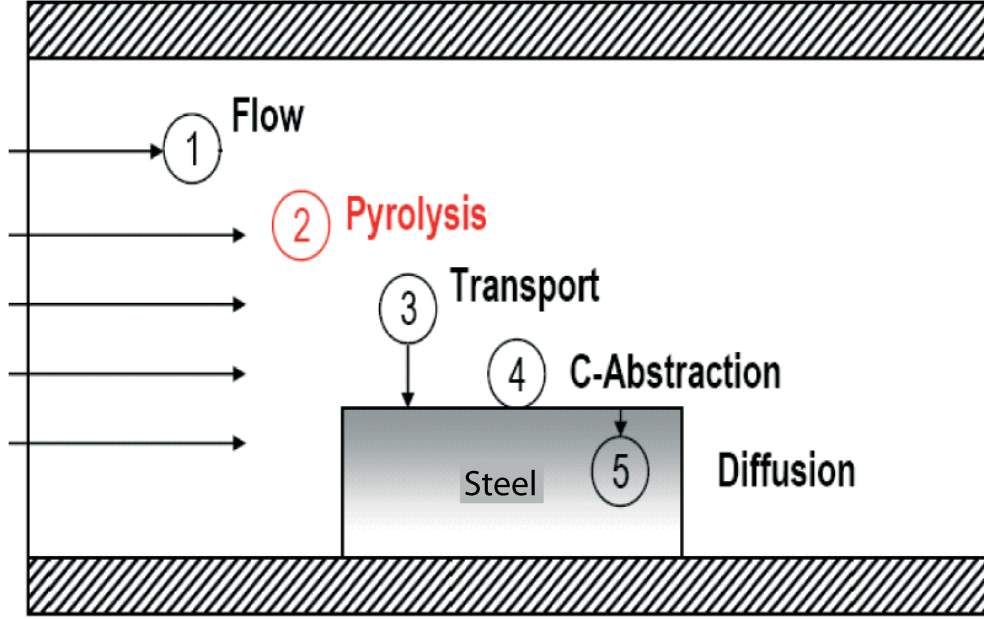 1 Flow
2 Pyrolysis
3 Transport
4 C-Abstraction
Steel
5 Diffusion